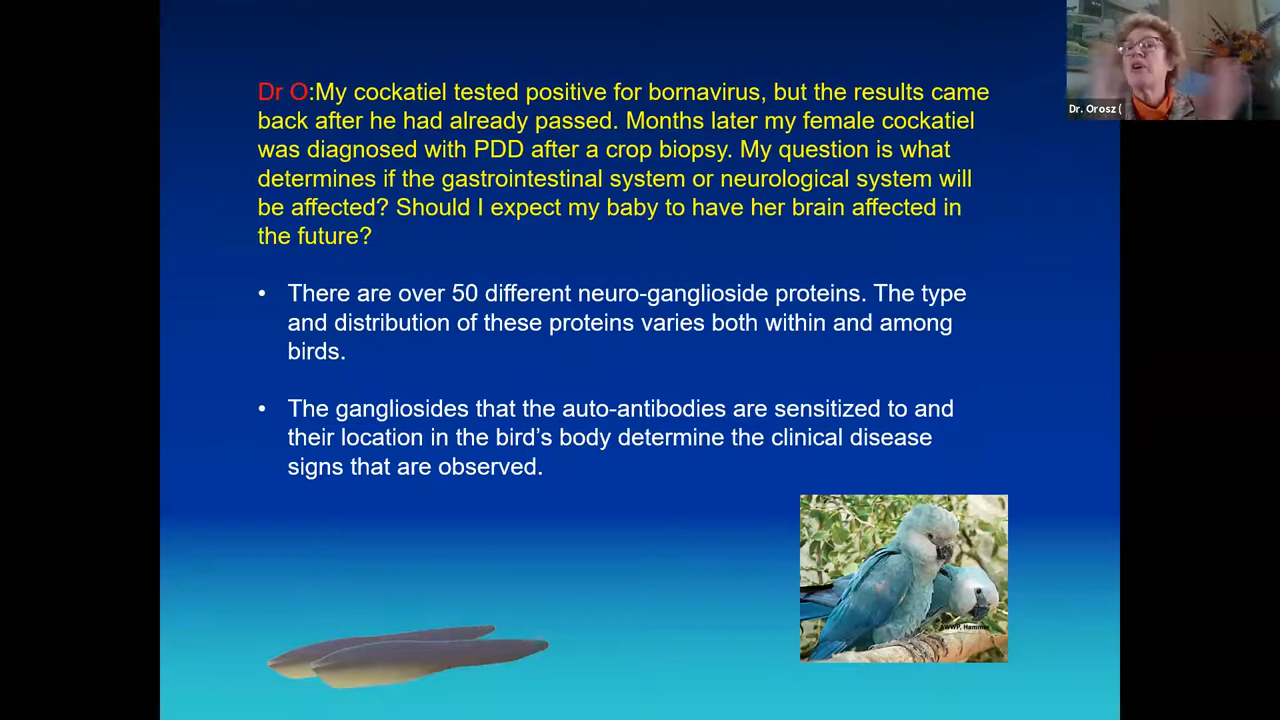 Dr O:My cockatiel tested positive for bornavirus, but the results came
back after he had already passed. Months later my female cockatiel
was diagnosed with PDD after a crop biopsy. My question is what
determines if the gastrointestinal system or neurological system will
be affected? Should I expect my baby to have her brain affected in
the future?
• There are over 50 different neuro-ganglioside proteins. The type
and distribution of these proteins varies both within and among
birds.
• The gangliosides that the auto-antibodies are sensitized to and
their location in the bird's body determine the clinical disease
signs that are observed.
Dr. Orosz (
AWWP, Hammer